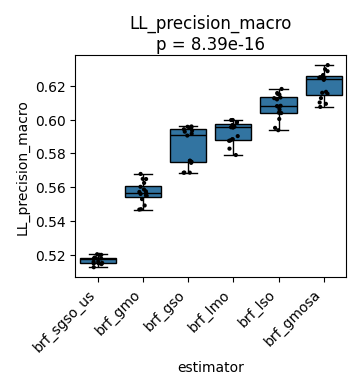 LL_precision_macro
p = 8.39e-16
LL_precision_macro
0.62
0.60
0.58
0.56
0.54
0.52
brf_sgso_us
brf_gmo
brf_gso
brf_lmo
brf_lso
brf_gmosa
estimator